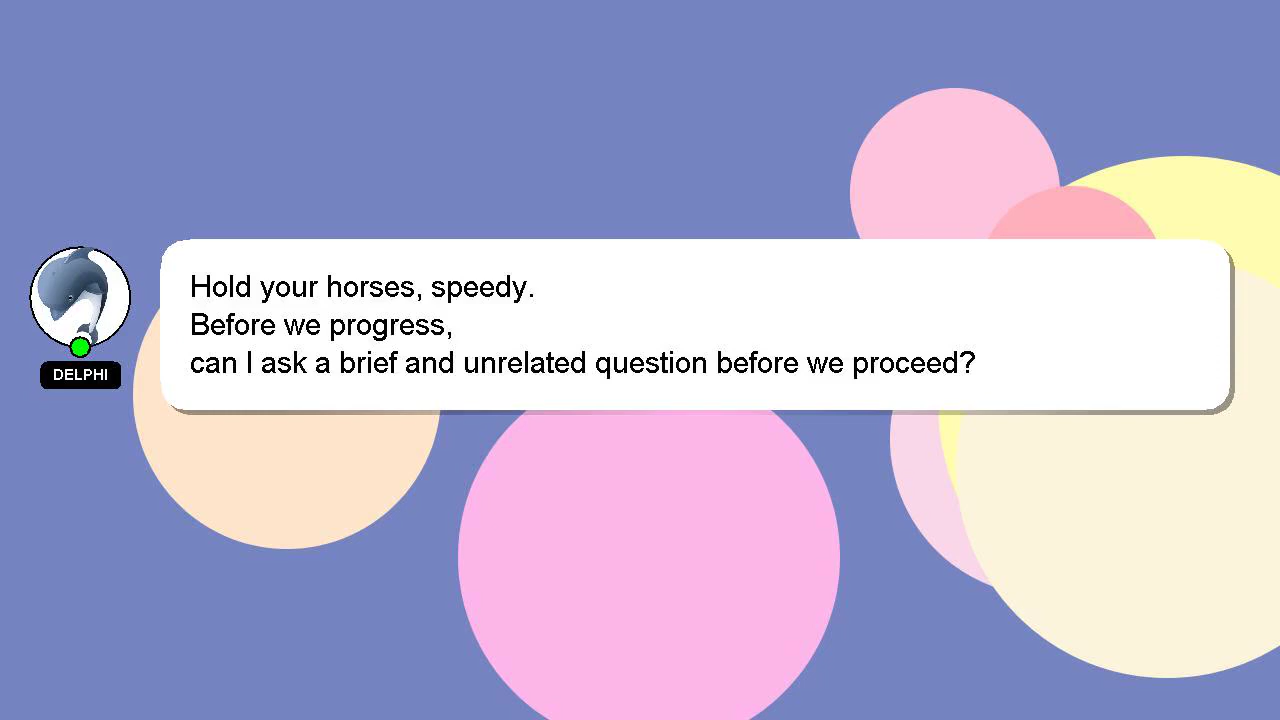 Hold your horses, speedy.
Before we progress,
can I ask a brief and unrelated question before we proceed?
DELPHI